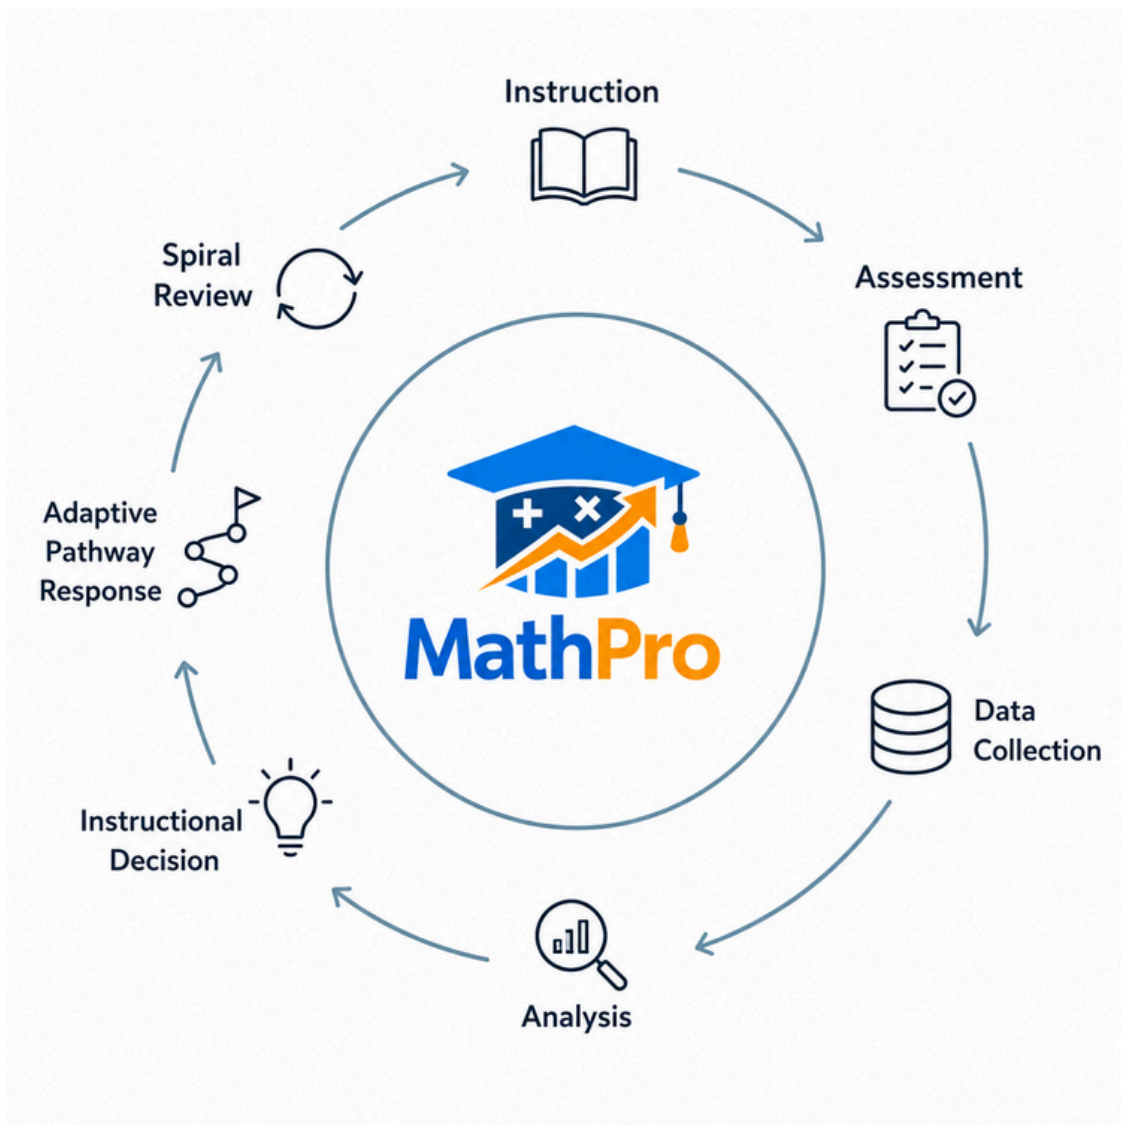 Instruction
Assessment
Data
Collection
Analysis
Instructional
Decision
Adaptive
Pathway
Response
Spiral
Review
MathPro